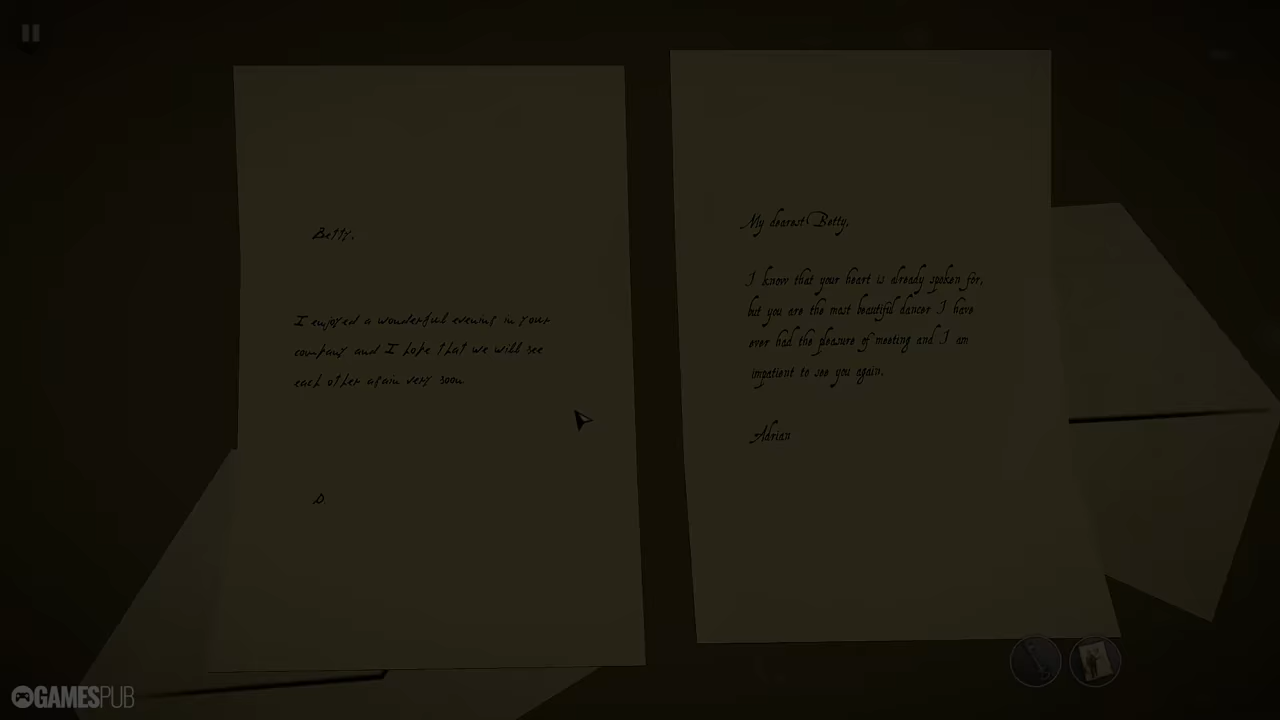 Betty,
I enjoyed a wonderful evening in your
company and I hope that we will see
each other again very soon
D.
My dearest Betty,
I know that your heart is already spoken for,
but you are the most beautiful dancer I have
ever had the pleasure of meeting and I am
impatient to see you again.
Adrian
GAMESPUB